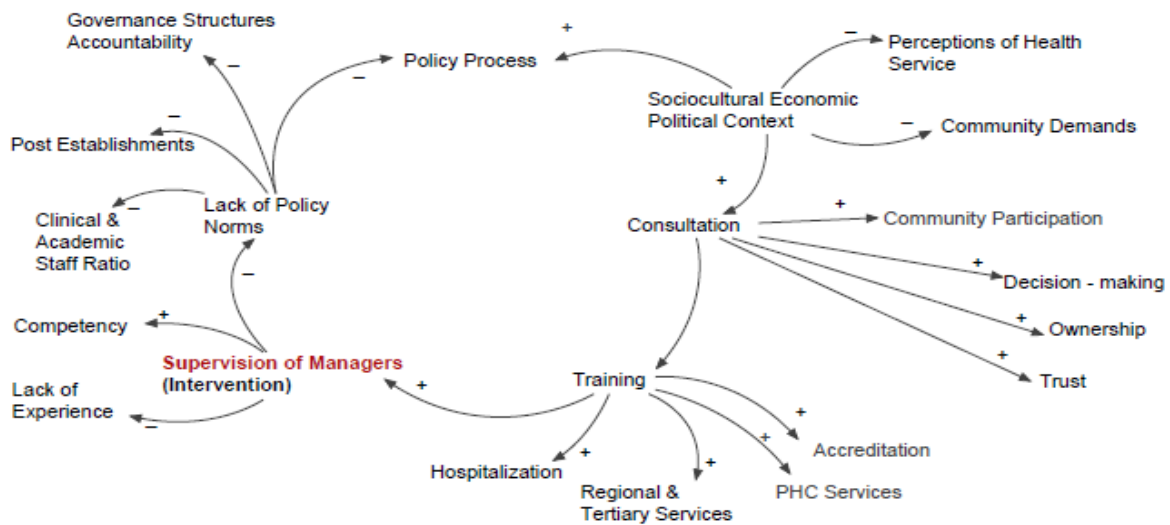 Governance Structures
Accountability
–
Policy Process
–
+
–
Perceptions of Health
Service
Sociocultural Economic
Political Context
–
Community Demands
Post Establishments
–
Clinical &
Academic
Staff Ratio
–
Lack of Policy
Norms
+
Consultation
+
Community Participation
+
Decision - making
+
Ownership
+
Trust
–
Competency
+
Supervision of Managers
(Intervention)
Lack of
Experience
–
+
Training
+
Accreditation
+
PHC Services
+
Regional &
Tertiary Services
+
Hospitalization